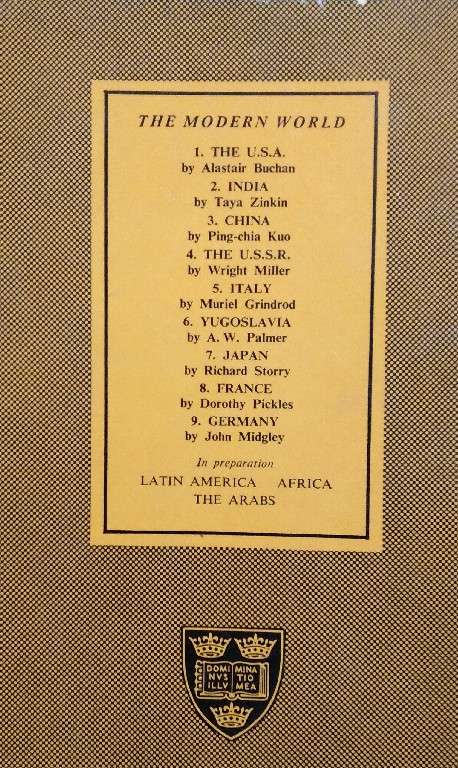 THE MODERN WORLD
1. THE U.S.A.
by Alastair Buchan
2. INDIA
by Taya Zinkin
3. CHINA
by Ping-chia Kuo
4. THE U.S.S.R.
by Wright Miller
5. ITALY
by Muriel Grindrod
6. YUGOSLAVIA
by A. W. Palmer
7. JAPAN
by Richard Storry
8. FRANCE
by Dorothy Pickles
9. GERMANY
by John Midgley
In preparation
LATIN AMERICA AFRICA
THE ARABS
DOMI MINA
NVS TIO
ILLV MEA